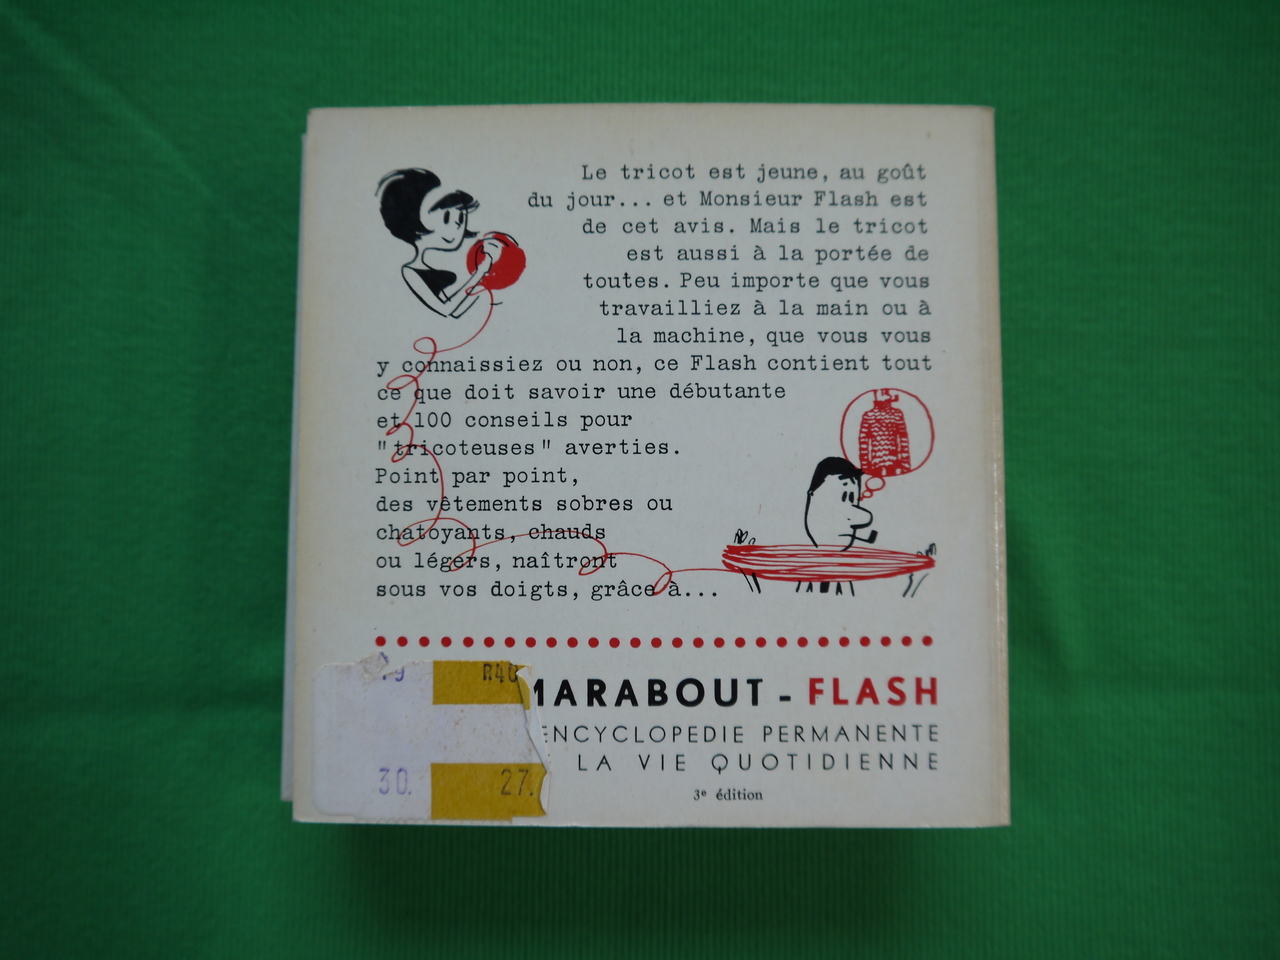 Le tricot est jeune, au goût
du jour... et Monsieur Flash est
de cet avis. Mais le tricot
est aussi à la portée de
toutes. Peu importe que vous
travailliez à la main ou à
la machine, que vous vous
y connaissiez ou non, ce Flash contient tout
ce que doit savoir une débutante
et 100 conseils pour
"tricoteuses" averties.
Point par point,
des vêtements sobres ou
chatoyants, chauds
ou légers, naîtront
sous vos doigts, grâce à...
R40
MARABOUT - FLASH
ENCYCLOPEDIE PERMANENTE
LA VIE QUOTIDIENNE
30. 27.
3e édition